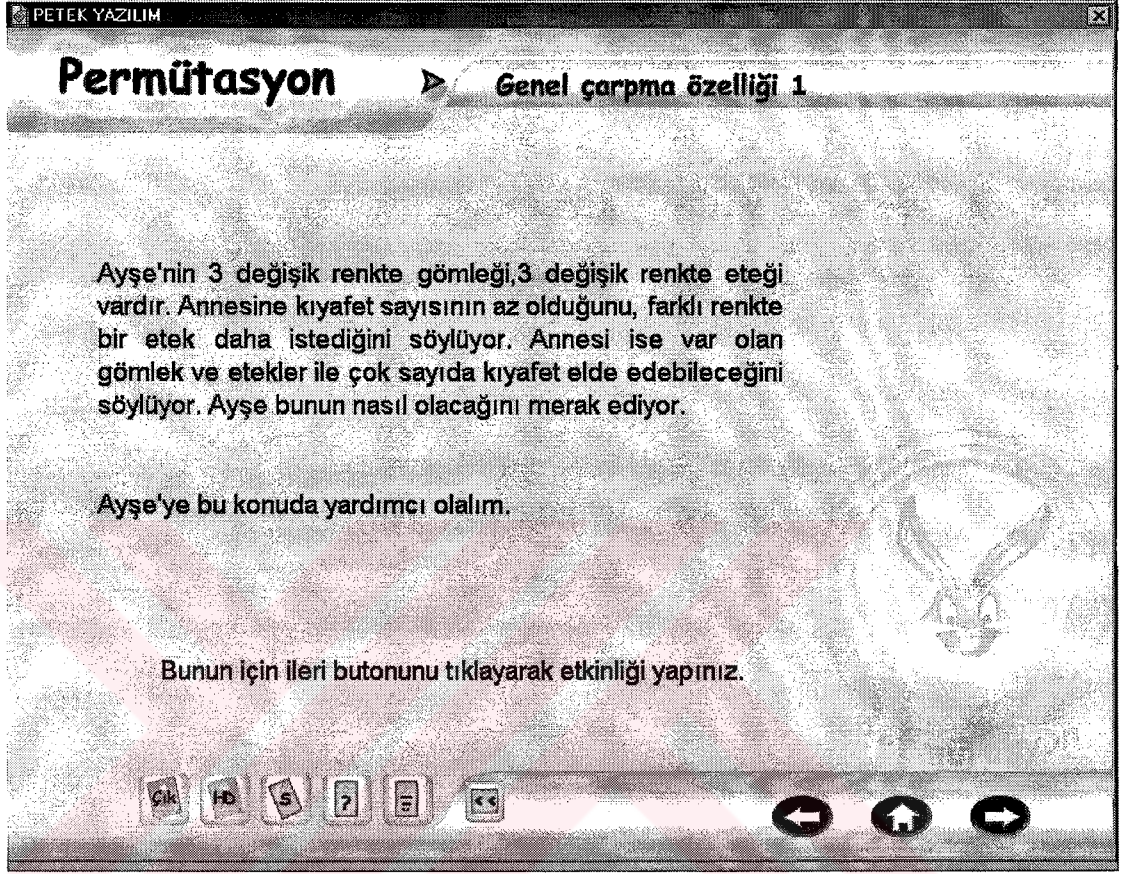 PETEK YAZILIM
Permütasyon
Genel çarpma özelliği 1
Ayşe'nin 3 değişik renkte gömleği,3 değişik renkte eteği
vardır. Annesine kıyafet sayısının az olduğunu, farklı renkte
bir etek daha istediğini söylüyor. Annesi ise var olan
gömlek ve etekler ile çok sayıda kıyafet elde edebileceğini
söylüyor. Ayşe bunun nasıl olacağını merak ediyor.
Ayşe'ye bu konuda yardımcı olalım.
Bunun için ileri butonunu tıklayarak etkinliği yapınız.
Çık HD S ?